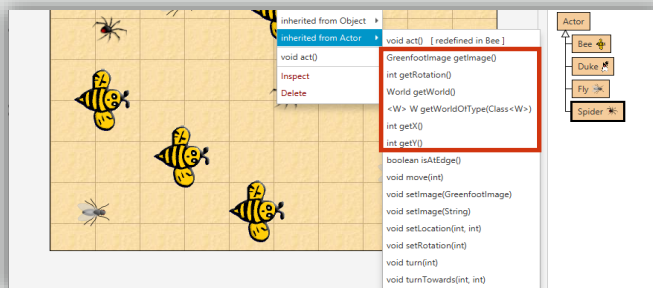 inherited from Object
inherited from Actor
void act()
Inspect
Delete
void act() [ redefined in Bee ]
GreenfootImage getImage()
int getRotation()
World getWorld()
<W> W getWorldOfType(Class<W>)
int getX()
int getY()
boolean isAtEdge()
void move(int)
void setImage(GreenfootImage)
void setImage(String)
void setLocation(int, int)
void setRotation(int)
void turn(int)
void turnTowards(int, int)
Actor
Bee
Duke
Fly
Spider